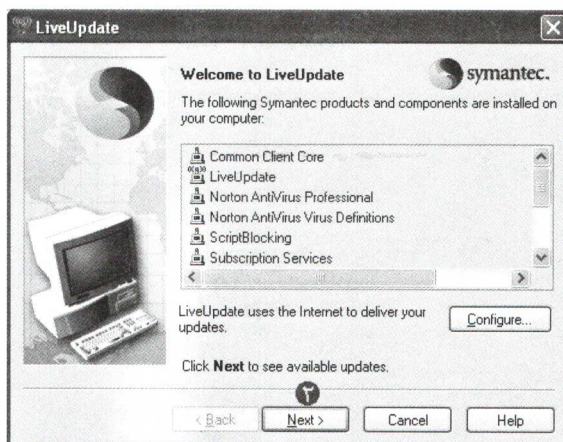 LiveUpdate
symantec.
Welcome to LiveUpdate
The following Symantec products and components are installed on
your computer:
Common Client Core
LiveUpdate
Norton AntiVirus Professional
Norton AntiVirus Virus Definitions
ScriptBlocking
Subscription Services
LiveUpdate uses the Internet to deliver your
updates.
Configure...
Click Next to see available updates.
٣
< Back
Next >
Cancel
Help